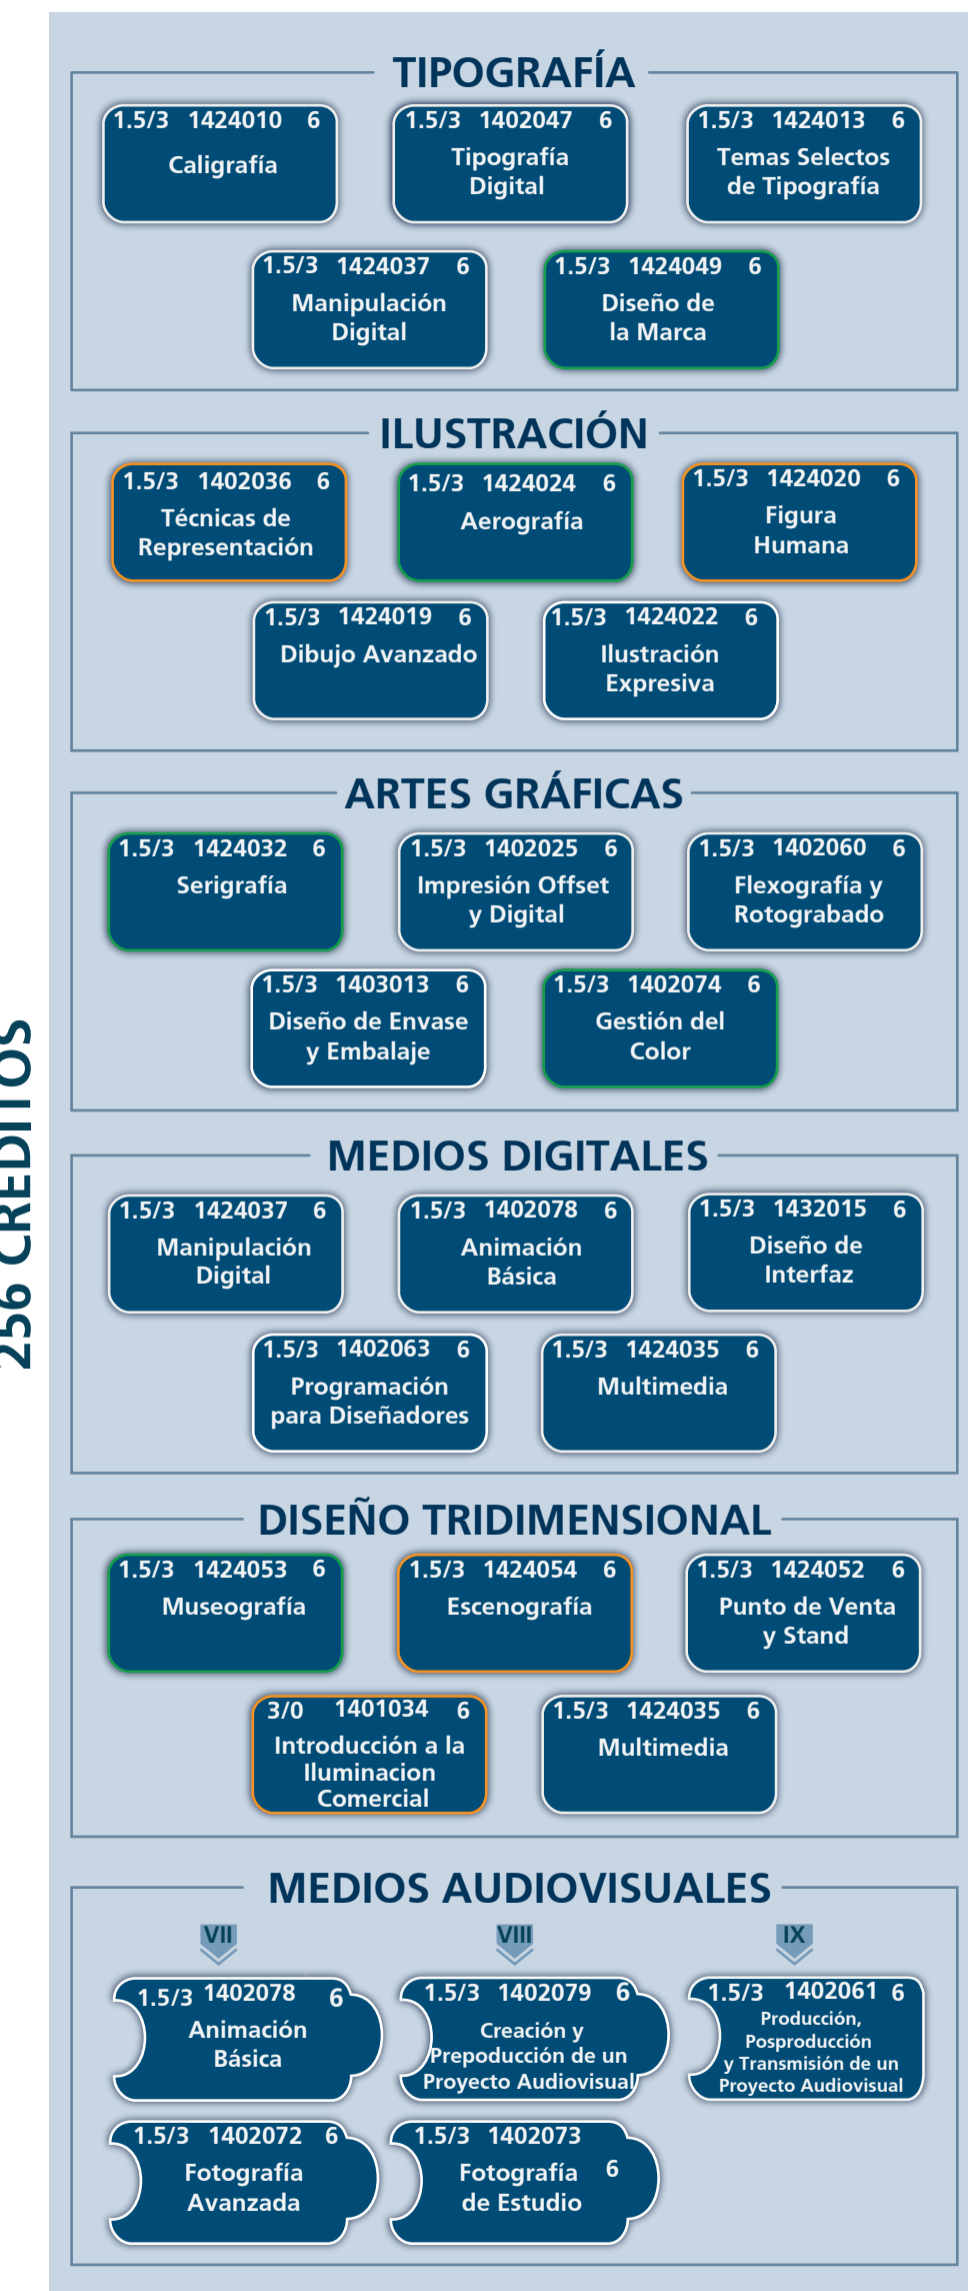 256 CRÉDITOS
TIPOGRAFÍA
1.5/3 1424010 6
Caligrafía
1.5/3 1402047 6
Tipografía
Digital
1.5/3 1424013 6
Temas Selectos
de Tipografía
1.5/3 1424037 6
Manipulación
Digital
1.5/3 1424049 6
Diseño de
la Marca
ILUSTRACIÓN
1.5/3 1402036 6
Técnicas de
Representación
1.5/3 1424024 6
Aerografía
1.5/3 1424020 6
Figura
Humana
1.5/3 1424019 6
Dibujo Avanzado
1.5/3 1424022 6
Ilustración
Expresiva
ARTES GRÁFICAS
1.5/3 1424032 6
Serigrafía
1.5/3 1402025 6
Impresión Offset
y Digital
1.5/3 1402060 6
Flexografía y
Rotograbado
1.5/3 1403013 6
Diseño de Envase
y Embalaje
1.5/3 1402074 6
Gestión del
Color
MEDIOS DIGITALES
1.5/3 1424037 6
Manipulación
Digital
1.5/3 1402078 6
Animación
Básica
1.5/3 1432015 6
Diseño de
Interfaz
1.5/3 1402063 6
Programación
para Diseñadores
1.5/3 1424035 6
Multimedia
DISEÑO TRIDIMENSIONAL
1.5/3 1424053 6
Museografía
1.5/3 1424054 6
Escenografía
1.5/3 1424052 6
Punto de Venta
y Stand
3/0 1401034 6
Introducción a la
Iluminacion
Comercial
1.5/3 1424035 6
Multimedia
MEDIOS AUDIOVISUALES
VII
VIII
IX
1.5/3 1402078 6
Animación
Básica
1.5/3 1402079 6
Creación y
Prepoducción de un
Proyecto Audiovisual
1.5/3 1402061 6
Producción,
Posproducción
y Transmisión de un
Proyecto Audiovisual
1.5/3 1402072 6
Fotografía
Avanzada
1.5/3 1402073
Fotografía 6
de Estudio